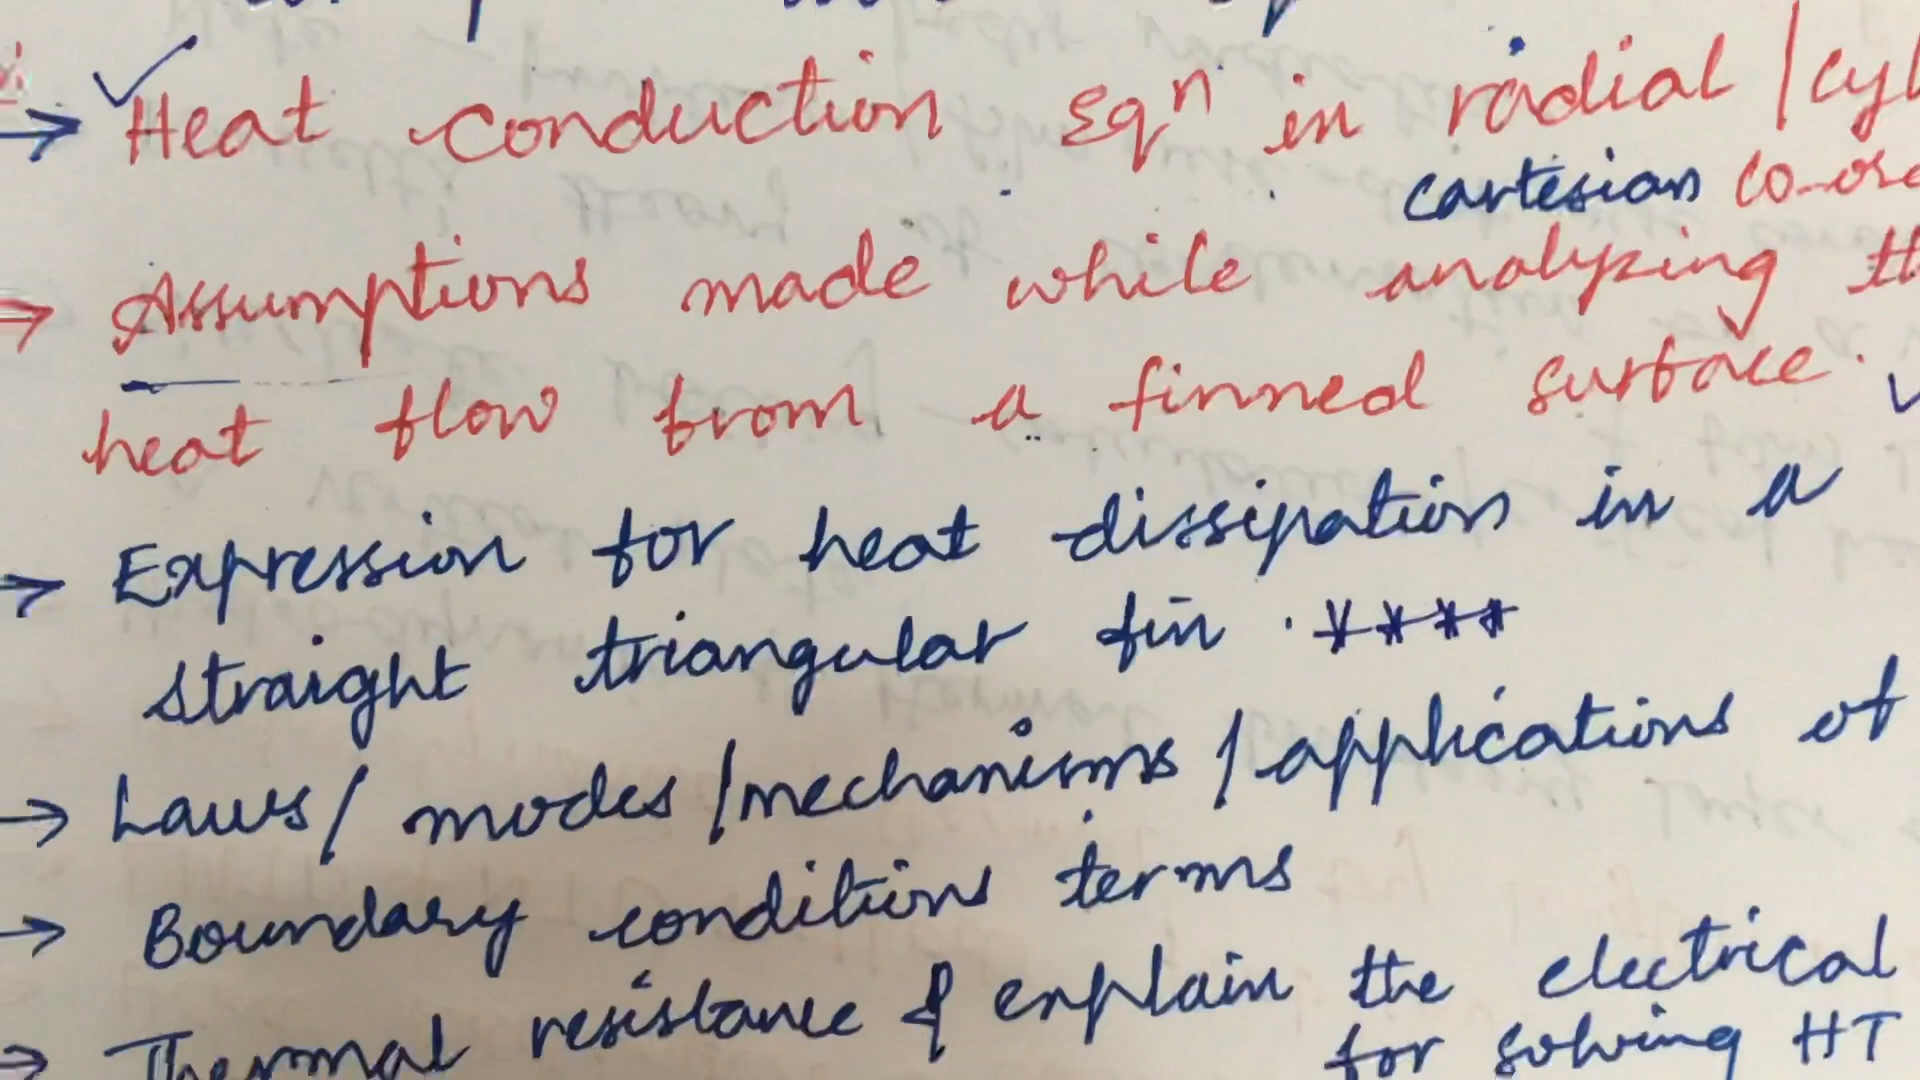 → Heat conduction Eqⁿ in radial /cyl
cartesian co-or
→ Assumptions made while analyzing th
heat flow from a finned surface.
→ Expression for heat dissipation in a
straight triangular fin . ****
→ Laws/ modes /mechanisms / applications of
→ Boundary conditions terms
→ Thermal resistance & explain the electrical
for solving HT